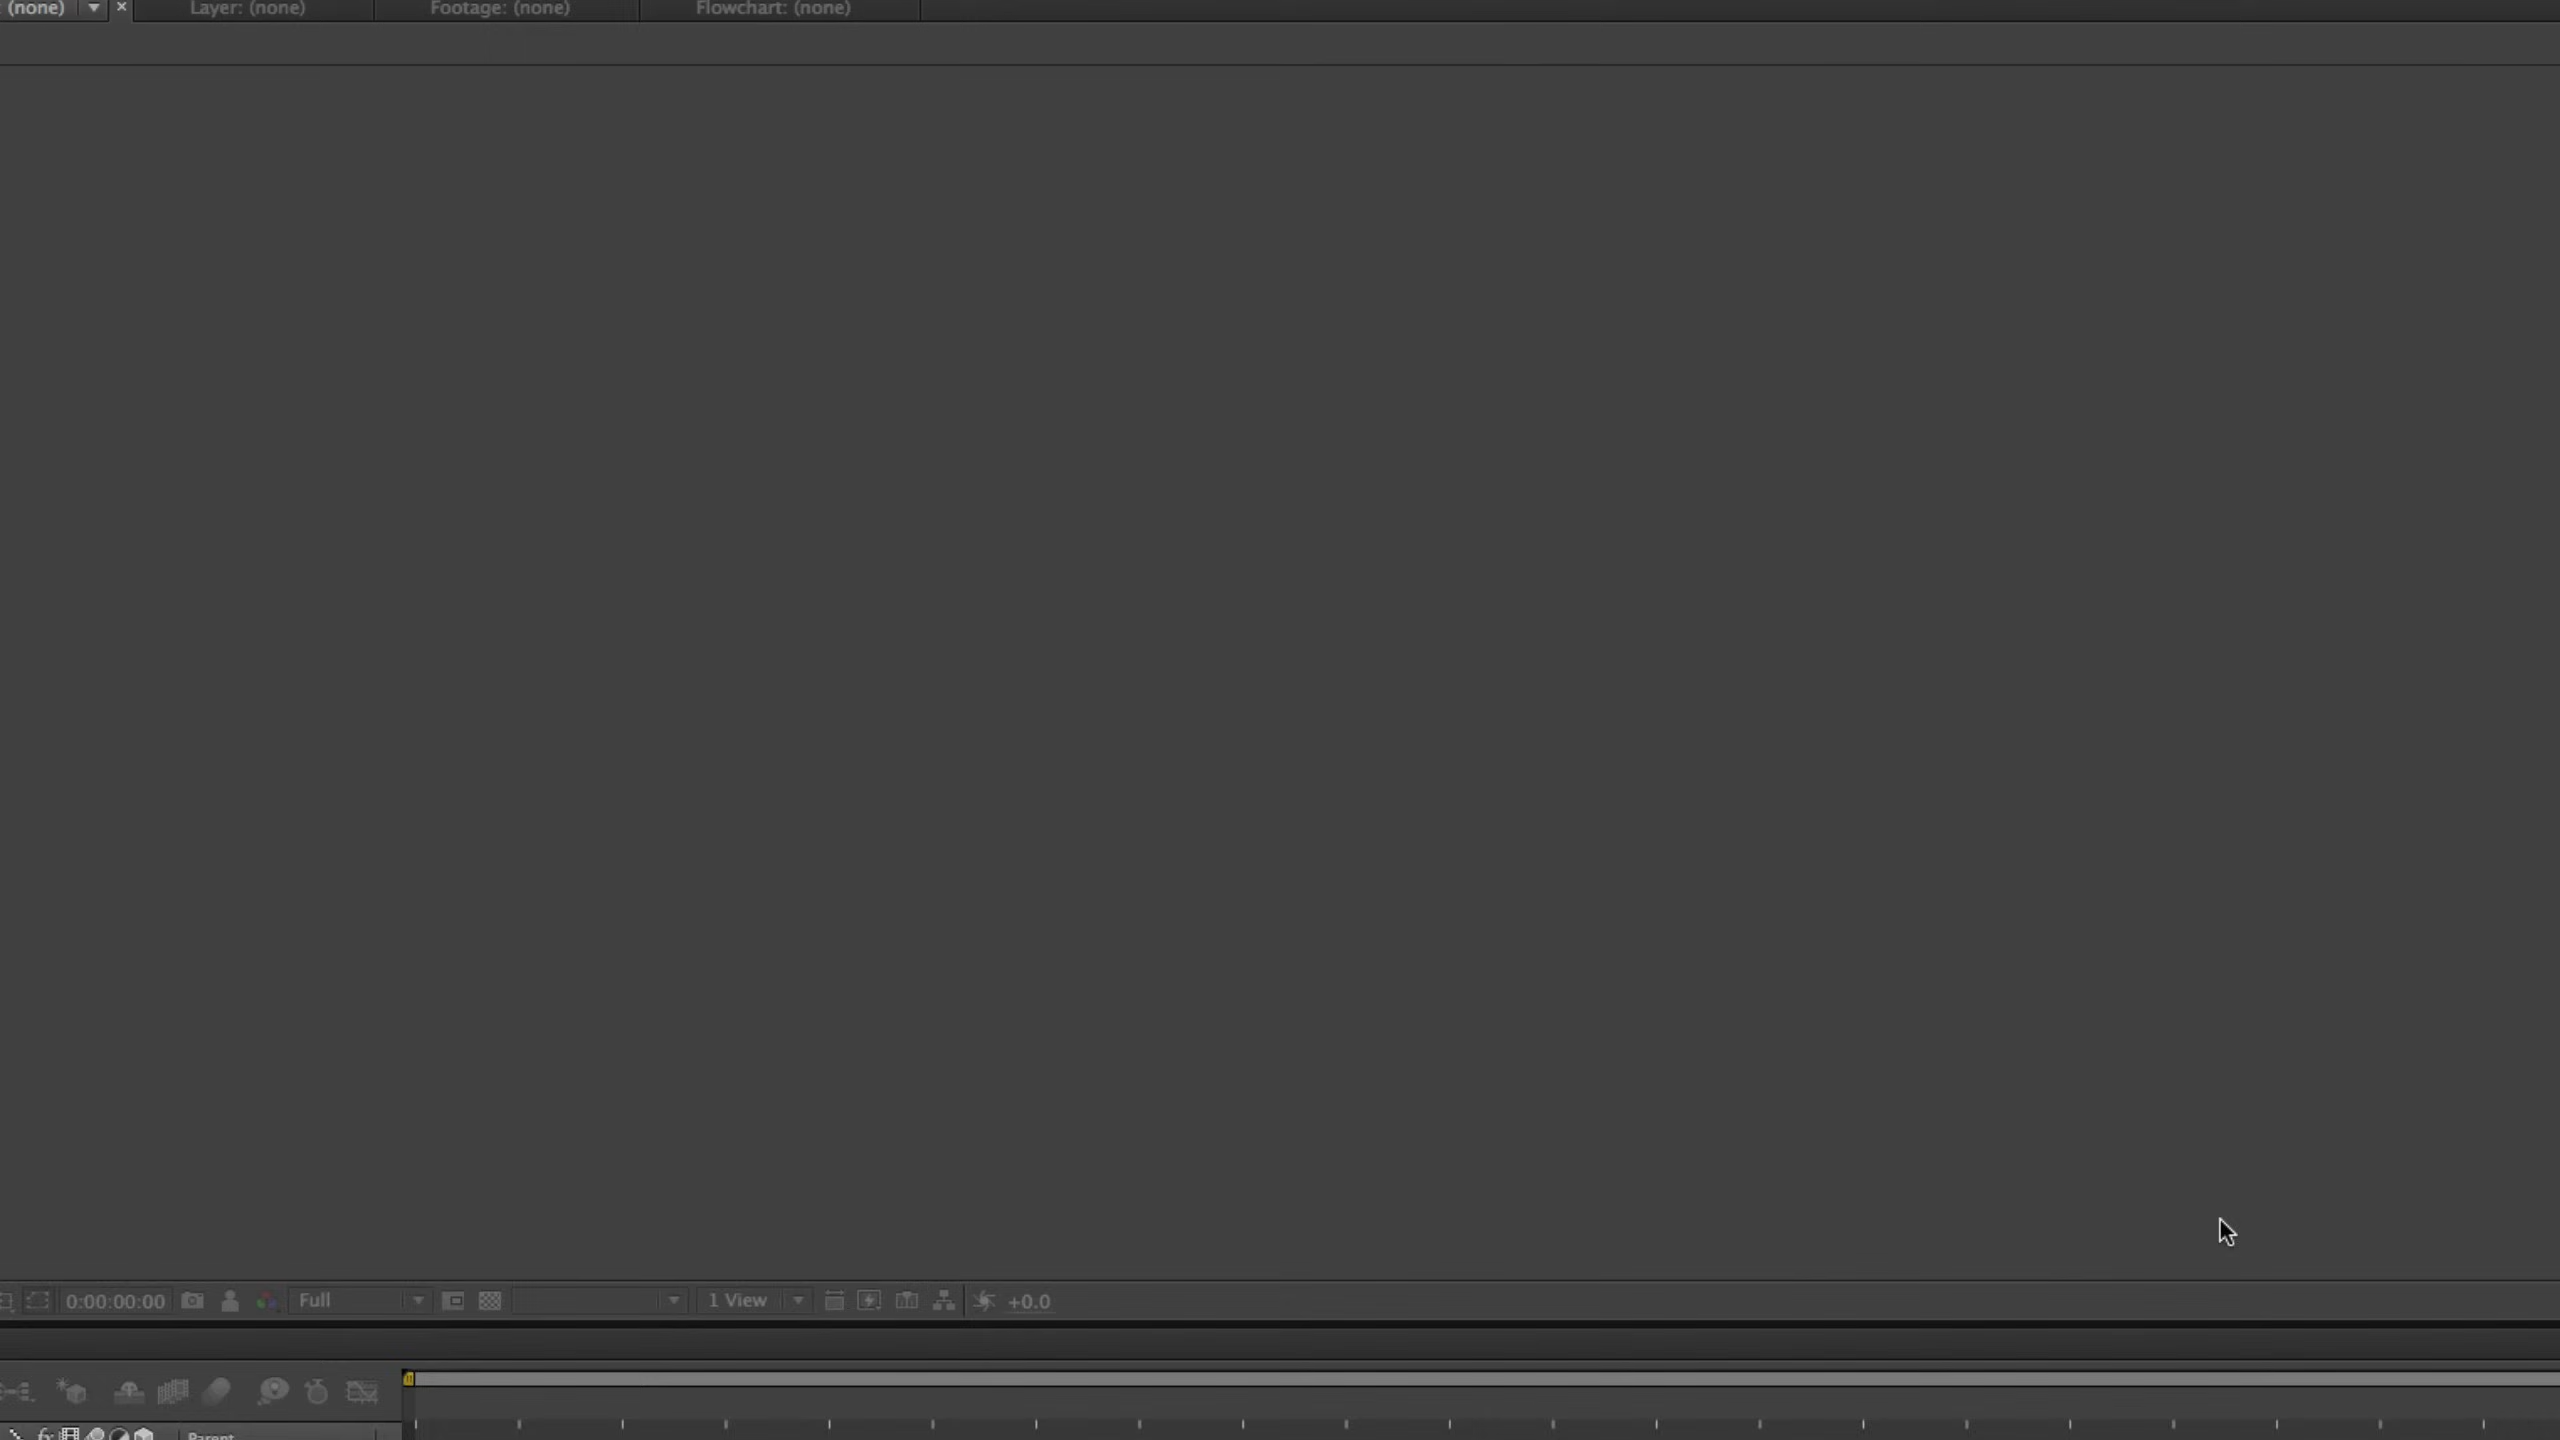 (none)
Layer: (none)
Footage: (none)
Flowchart: (none)
0:00:00:00
Full
1 View
+0.0
Parent